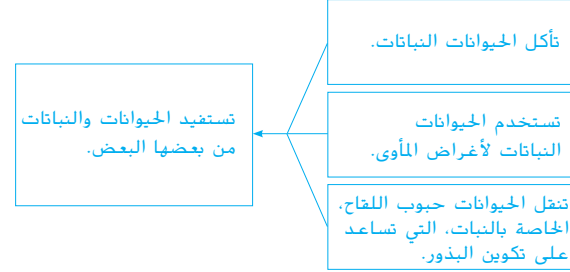 تأكل الحيوانات النباتات.
تستخدم الحيوانات
النباتات لأغراض المأوى.
تنقل الحيوانات حبوب اللقاح،
الخاصة بالنبات، التي تساعد
على تكوين البذور.
تستفيد الحيوانات والنباتات
من بعضها البعض.